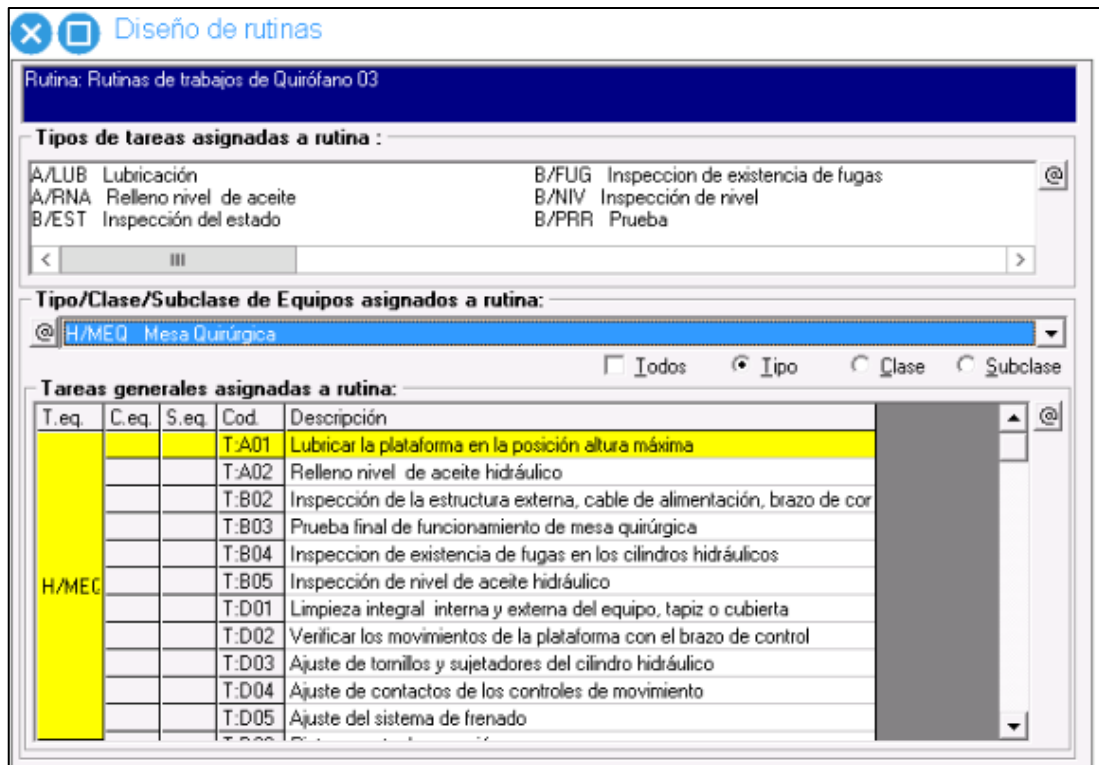 Diseño de rutinas
Rutina: Rutinas de trabajos de Quirófano 03
Tipos de tareas asignadas a rutina :
A/LUB Lubricación B/FUG Inspeccion de existencia de fugas @
A/RNA Relleno nivel de aceite B/NIV Inspección de nivel
B/EST Inspección del estado B/PRR Prueba
Tipo/Clase/Subclase de Equipos asignados a rutina:
@ H/MEQ Mesa Quirúrgica
Todos Tipo Clase Subclase
Tareas generales asignadas a rutina:
T.eq. C.eq. S.eq. Cod. Descripción @
T:A01 Lubricar la plataforma en la posición altura máxima
T:A02 Relleno nivel de aceite hidráulico
T:B02 Inspección de la estructura externa, cable de alimentación, brazo de cor
T:B03 Prueba final de funcionamiento de mesa quirúrgica
T:B04 Inspeccion de existencia de fugas en los cilindros hidráulicos
H/MEQ T:B05 Inspección de nivel de aceite hidráulico
T:D01 Limpieza integral interna y externa del equipo, tapiz o cubierta
T:D02 Verificar los movimientos de la plataforma con el brazo de control
T:D03 Ajuste de tornillos y sujetadores del cilindro hidráulico
T:D04 Ajuste de contactos de los controles de movimiento
T:D05 Ajuste del sistema de frenado